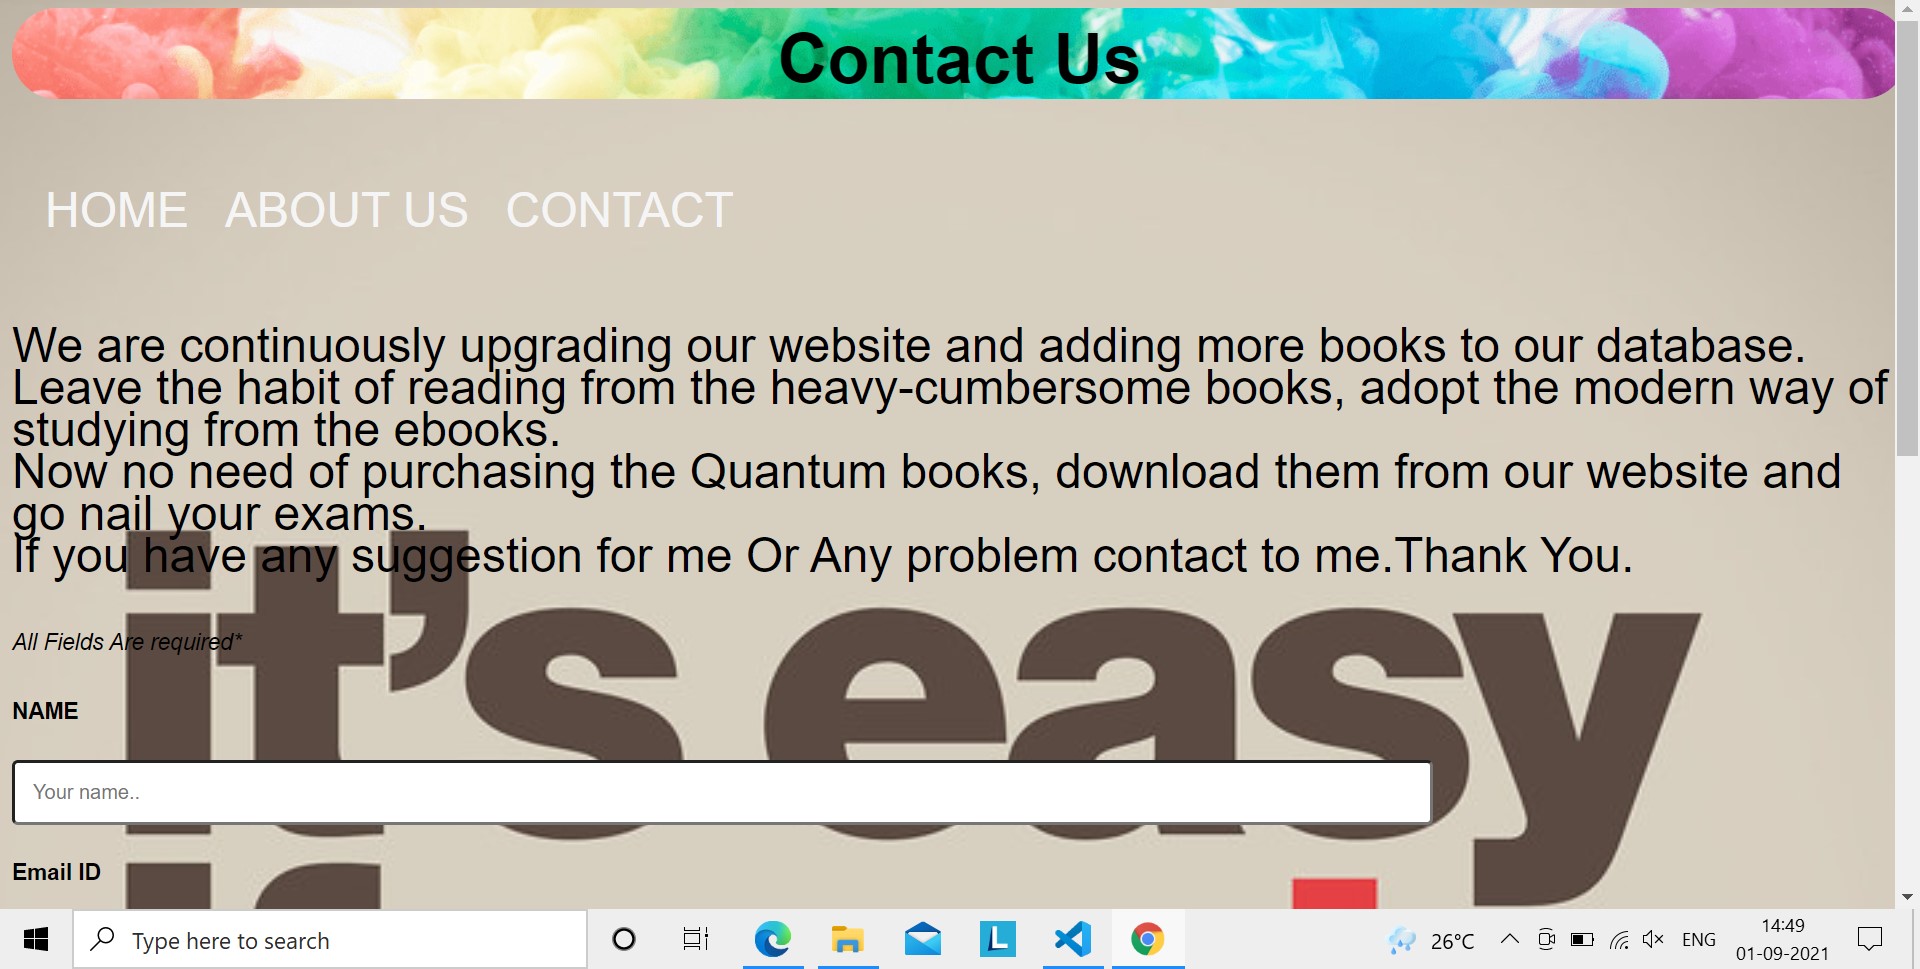 Contact Us
HOME ABOUT US CONTACT
We are continuously upgrading our website and adding more books to our database.
Leave the habit of reading from the heavy-cumbersome books, adopt the modern way of
studying from the ebooks.
Now no need of purchasing the Quantum books, download them from our website and
go nail your exams.
If you have any suggestion for me Or Any problem contact to me.Thank You.
it's easy
All Fields Are required*
NAME
Your name..
Email ID
Type here to search
L
26°C
ENG
14:49
01-09-2021